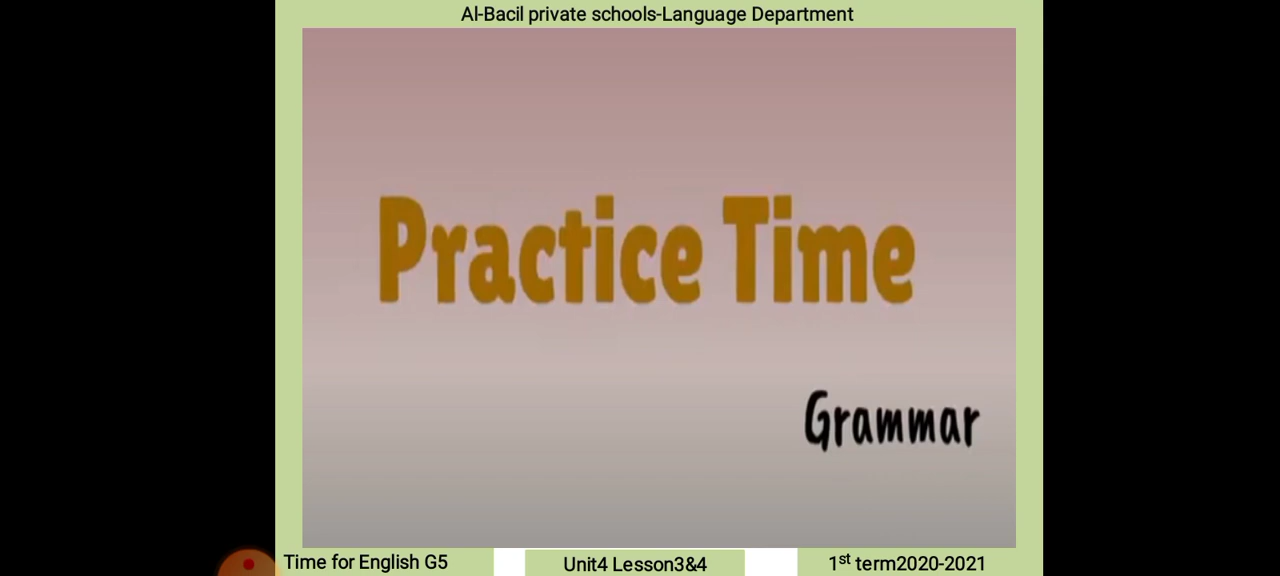 Al-Bacil private schools-Language Department
Practice Time
Grammar
Time for English G5
Unit4 Lesson3&4
1st term2020-2021